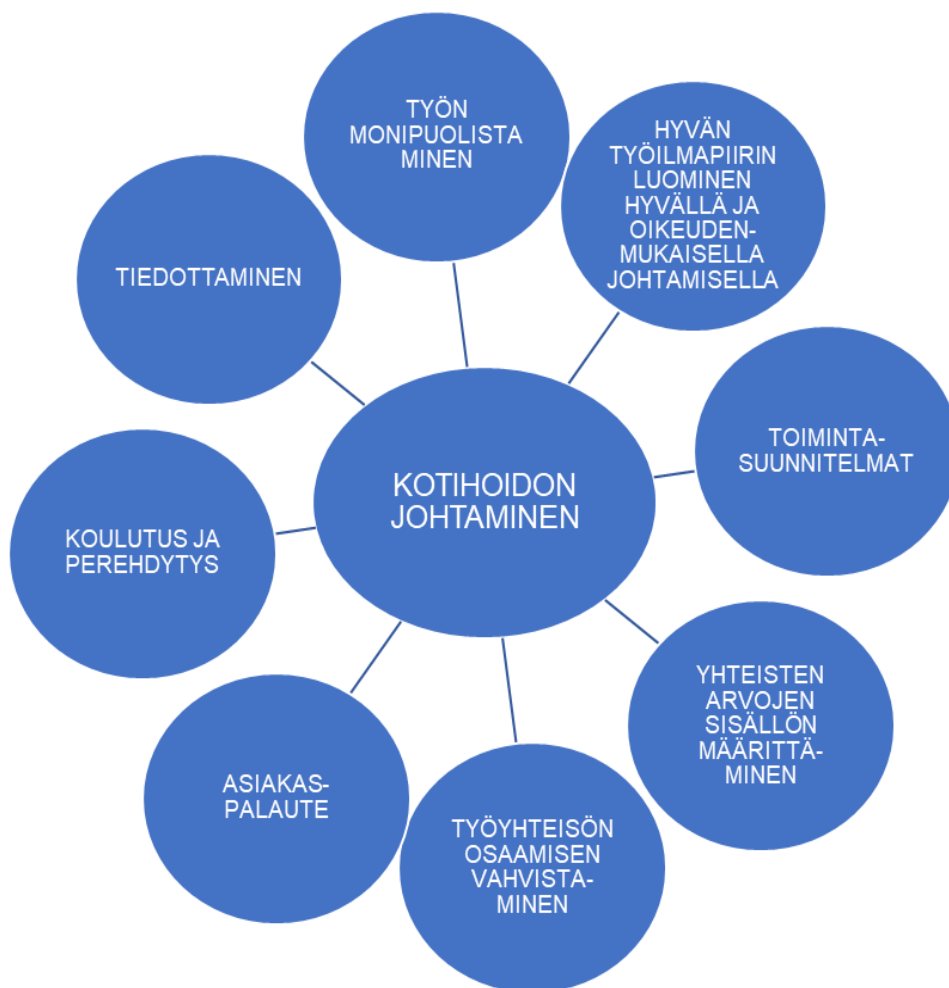 TYÖN
MONIPUOLISTA
MINEN
HYVÄN
TYÖILMAPIIRIN
LUOMINEN
HYVÄLLÄ JA
OIKEUDEN-
MUKAISELLA
JOHTAMISELLA
TIEDOTTAMINEN
TOIMINTA-
SUUNNITELMAT
KOTIHOIDON
JOHTAMINEN
KOULUTUS JA
PEREHDYTYS
YHTEISTEN
ARVOJEN
SISÄLLÖN
MÄÄRITTÄ-
MINEN
ASIAKAS-
PALAUTE
TYÖYHTEISÖN
OSAAMISEN
VAHVISTA-
MINEN